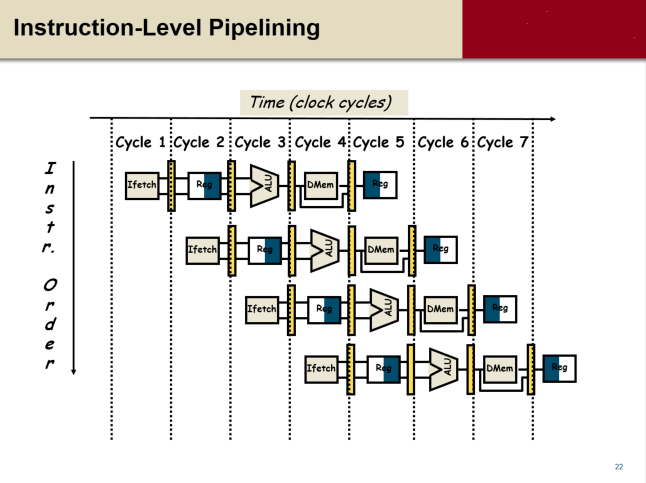 Instruction-Level Pipelining
Time (clock cycles)
Cycle 1 Cycle 2 Cycle 3 Cycle 4 Cycle 5 Cycle 6 Cycle 7
Instr. Order
Ifetch Reg ALU DMem Reg
Ifetch Reg ALU DMem Reg
Ifetch Reg ALU DMem Reg
Ifetch Reg ALU DMem Reg
22